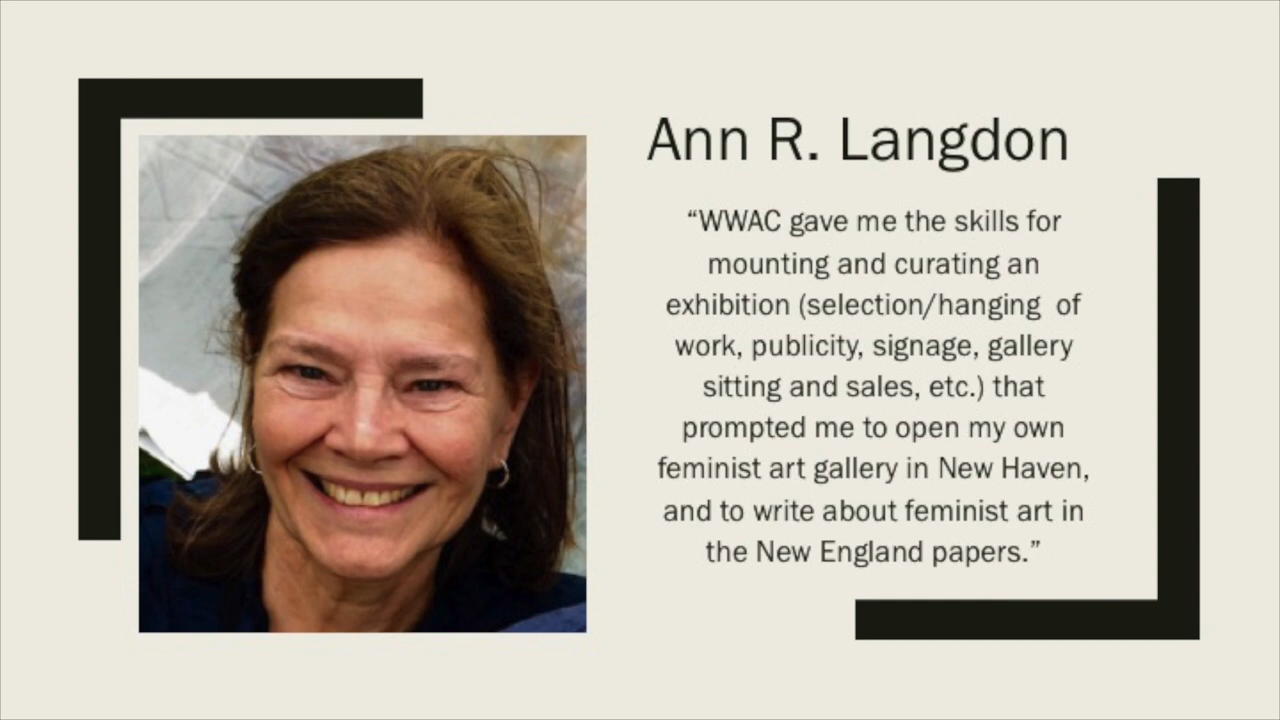 Ann R. Langdon
“WWAC gave me the skills for
mounting and curating an
exhibition (selection/hanging  of
work, publicity, signage, gallery
sitting and sales, etc.) that
prompted me to open my own
feminist art gallery in New Haven,
and to write about feminist art in
the New England papers.”